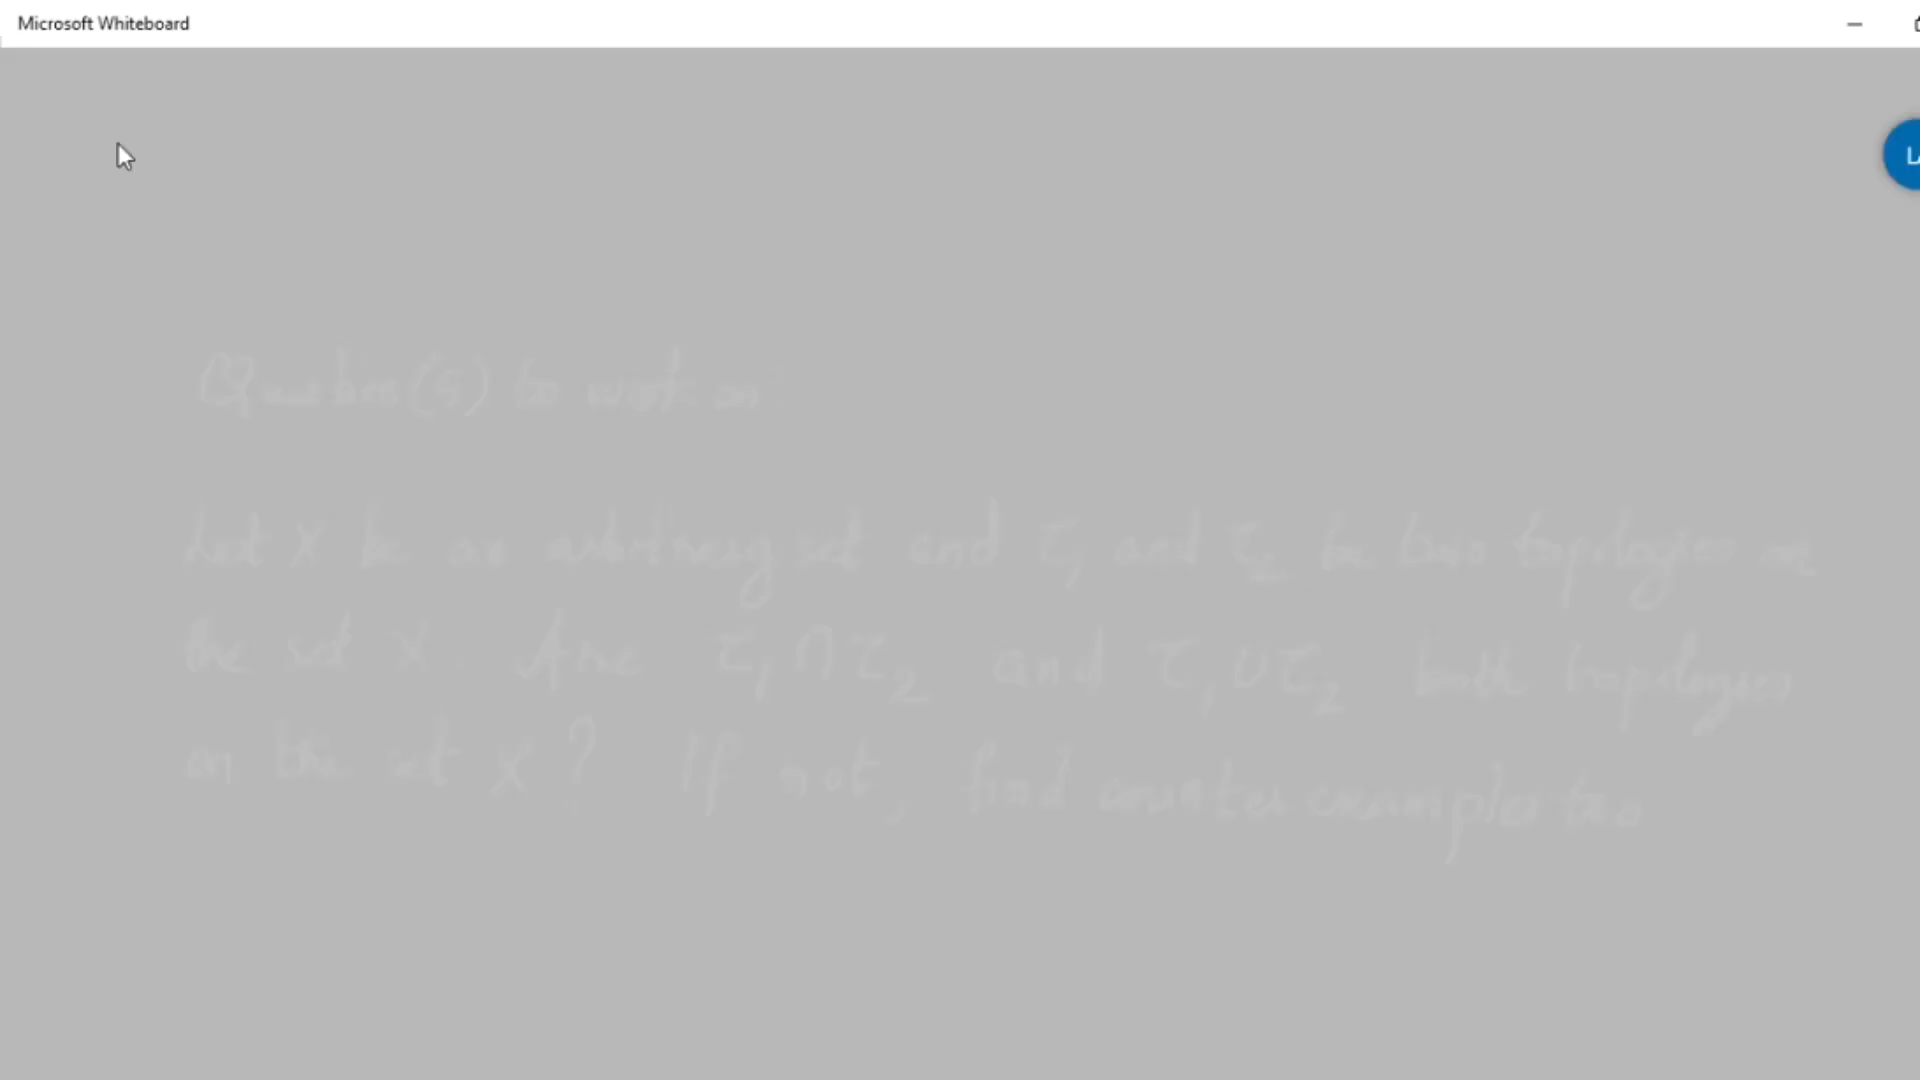 Microsoft Whiteboard
Question(s) to work on:
Let X be an arbitrary set and τ₁ and τ₂ be two topologies on
the set X. Are τ₁ ∩ τ₂ and τ₁ ∪ τ₂ both topologies
on the set X? If not, find counter examples too